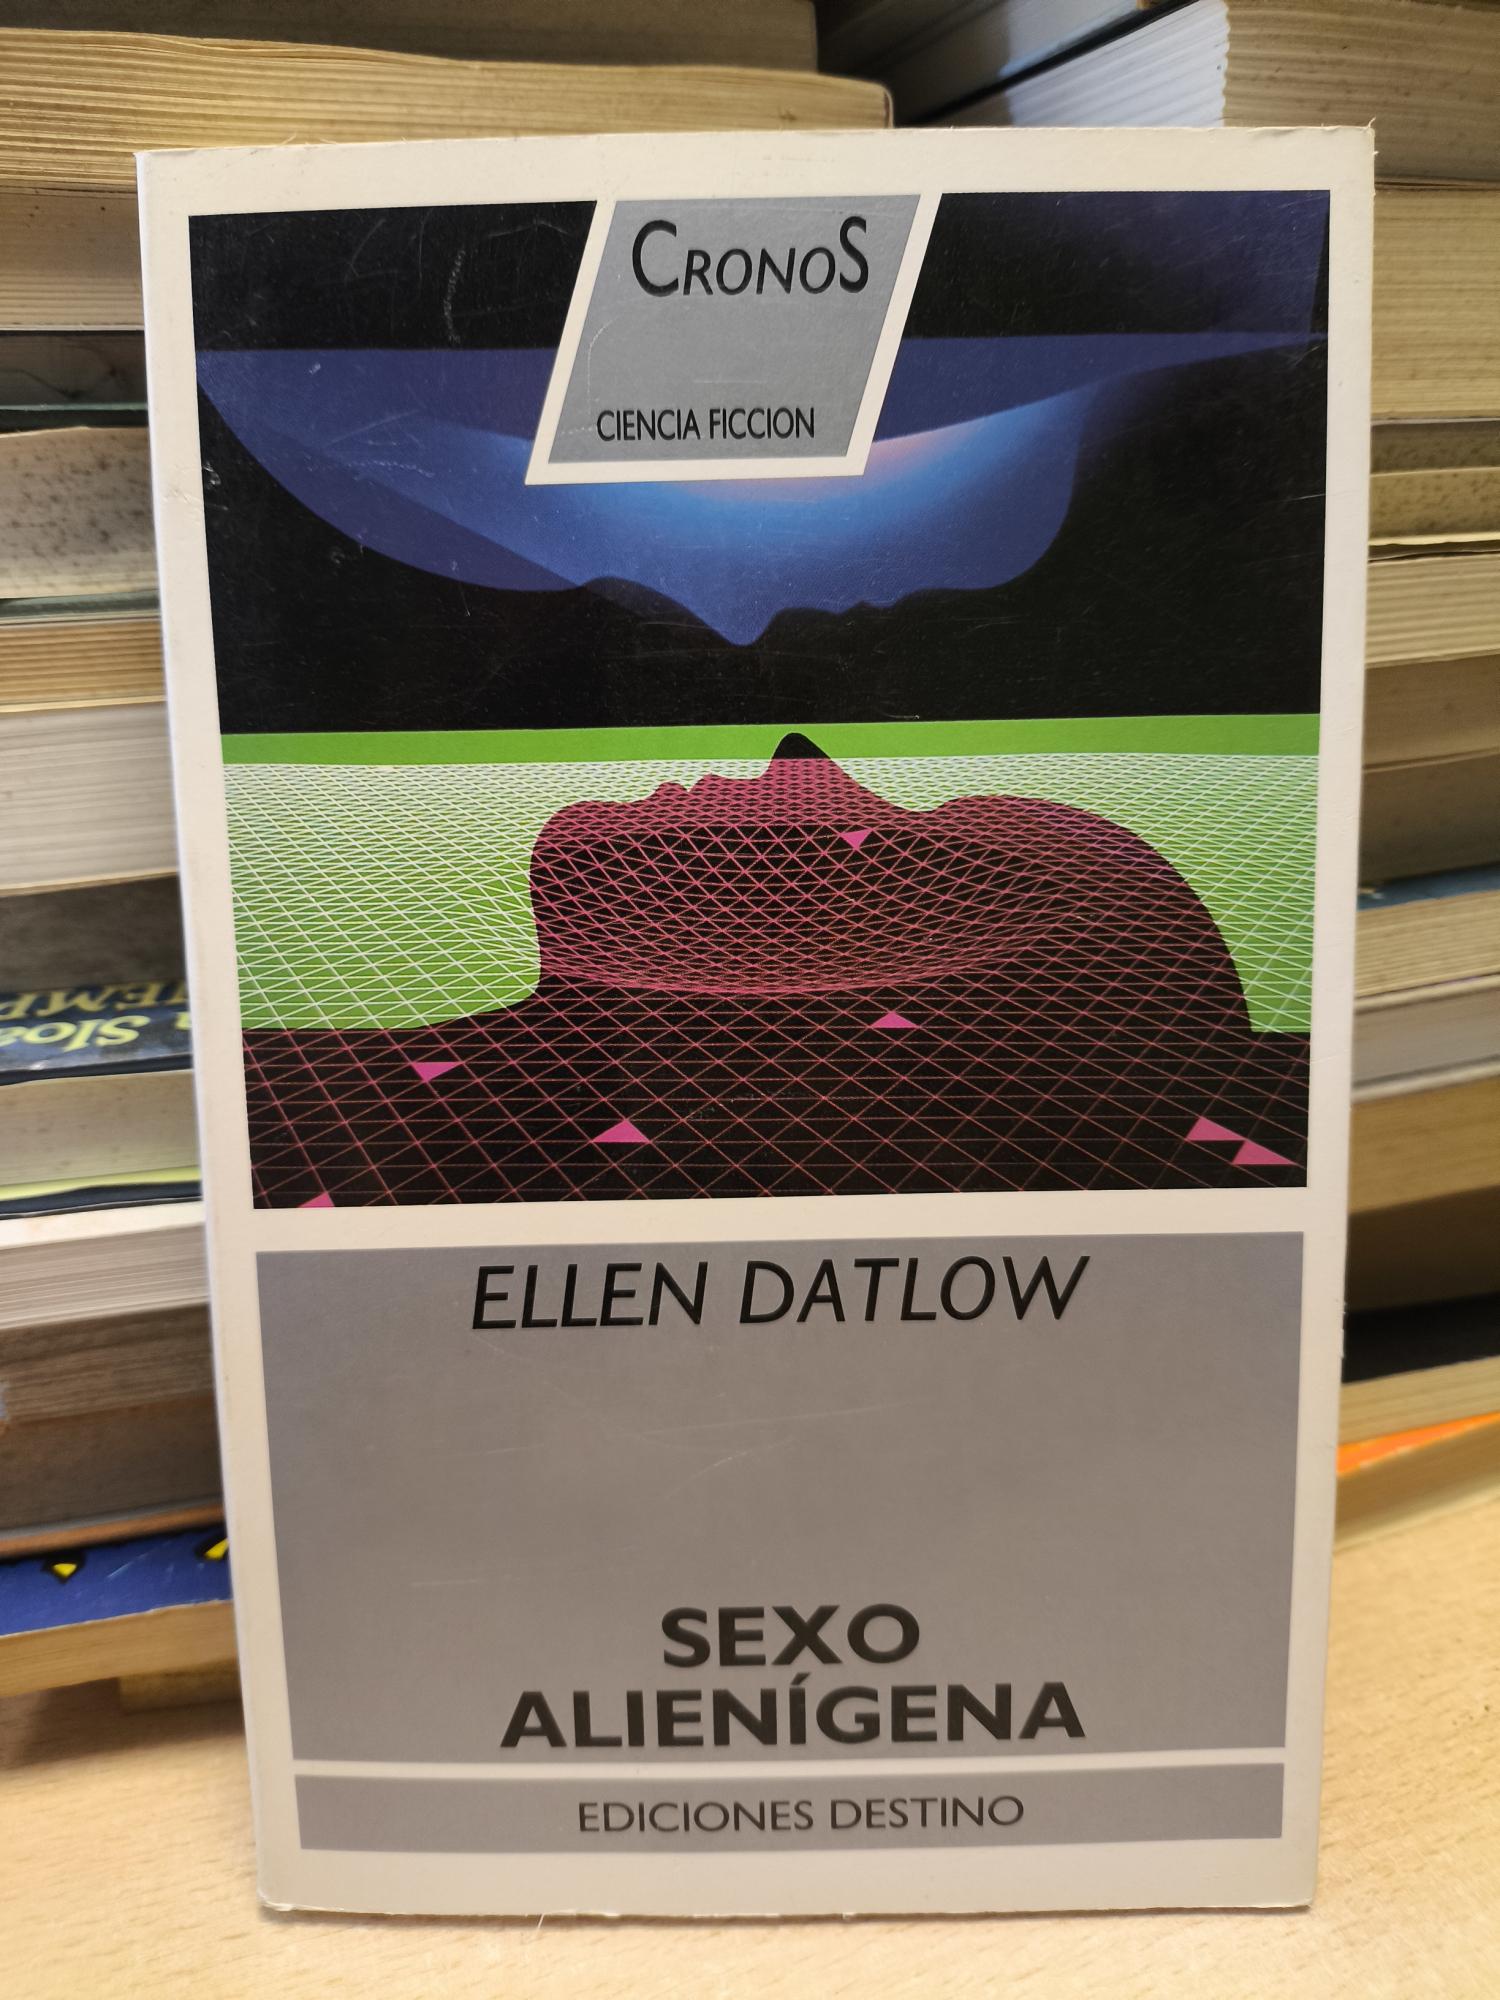 CRONOS
CIENCIA FICCION
ELLEN DATLOW
SEXO
ALIENÍGENA
EDICIONES DESTINO